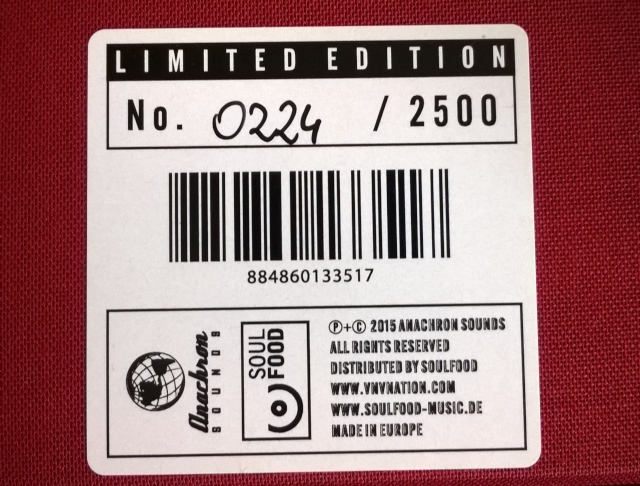 LIMITED EDITION
No. 0224 / 2500
884860133517
Anachron
SOUNDS
SOUL
FOOD
Ⓟ+© 2015 ANACHRON SOUNDS
ALL RIGHTS RESERVED
DISTRIBUTED BY SOULFOOD
WWW.VNVNATION.COM
WWW.SOULFOOD-MUSIC.DE
MADE IN EUROPE